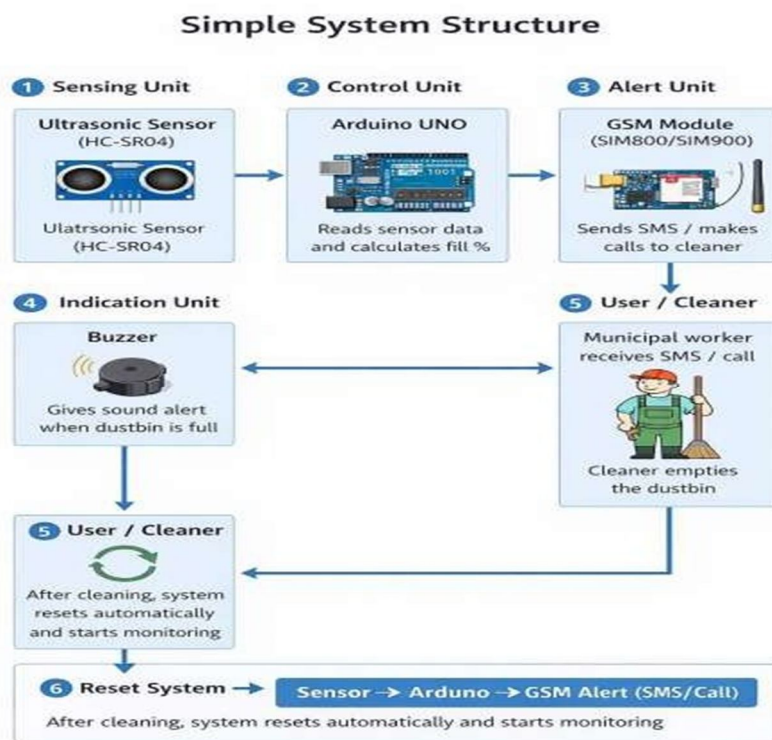 Simple System Structure
1 Sensing Unit
Ultrasonic Sensor
(HC-SR04)
Ulatrsonic Sensor
(HC-SR04)
2 Control Unit
Arduino UNO
1001
Reads sensor data
and calculates fill %
3 Alert Unit
GSM Module
(SIM800/SIM900)
Sends SMS / makes
calls to cleaner
4 Indication Unit
Buzzer
Gives sound alert
when dustbin is full
5 User / Cleaner
Municipal worker
receives SMS / call
Cleaner empties
the dustbin
5 User / Cleaner
After cleaning, system
resets automatically
and starts monitoring
6 Reset System → Sensor → Arduno → GSM Alert (SMS/Call)
After cleaning, system resets automatically and starts monitoring